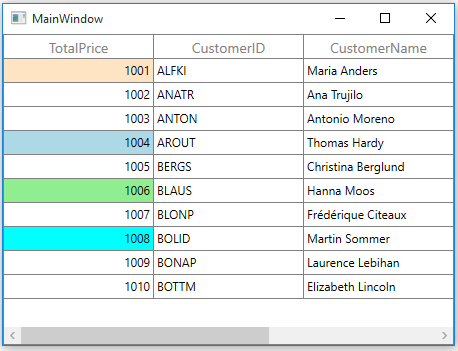 MainWindow
TotalPrice CustomerID CustomerName
1001 ALFKI Maria Anders
1002 ANATR Ana Trujilo
1003 ANTON Antonio Moreno
1004 AROUT Thomas Hardy
1005 BERGS Christina Berglund
1006 BLAUS Hanna Moos
1007 BLONP Frédérique Citeaux
1008 BOLID Martin Sommer
1009 BONAP Laurence Lebihan
1010 BOTTM Elizabeth Lincoln